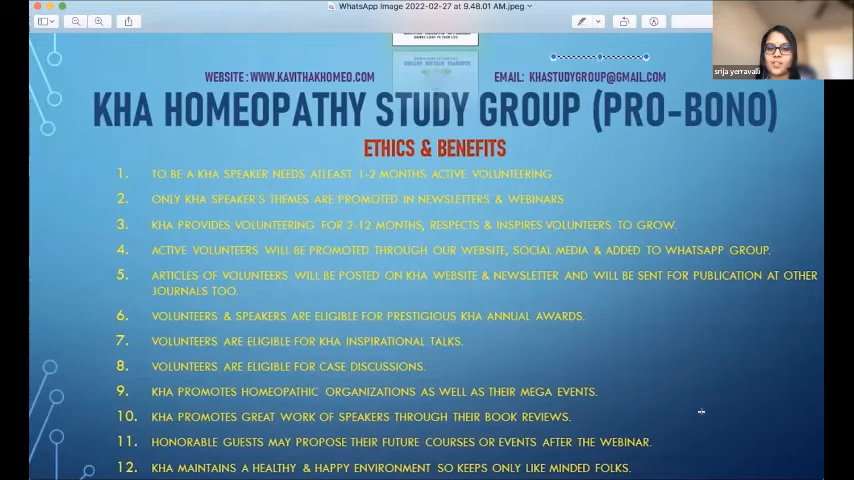 WhatsApp Image 2022-02-27 at 9.48.01 AM.jpeg
srija yerravalli
WEBSITE : WWW.KAVITHAKHOMEO.COM EMAIL: KHASTUDYGROUP@GMAIL.COM
KHA HOMEOPATHY STUDY GROUP (PRO-BONO)
ETHICS & BENEFITS
1. TO BE A KHA SPEAKER NEEDS ATLEAST 1-2 MONTHS ACTIVE VOLUNTEERING.
2. ONLY KHA SPEAKER'S THEMES ARE PROMOTED IN NEWSLETTERS & WEBINARS
3. KHA PROVIDES VOLUNTEERING FOR 2-12 MONTHS, RESPECTS & INSPIRES VOLUNTEERS TO GROW.
4. ACTIVE VOLUNTEERS WILL BE PROMOTED THROUGH OUR WEBSITE, SOCIAL MEDIA & ADDED TO WHATSAPP GROUP.
5. ARTICLES OF VOLUNTEERS WILL BE POSTED ON KHA WEBSITE & NEWSLETTER AND WILL BE SENT FOR PUBLICATION AT OTHER
JOURNALS TOO.
6. VOLUNTEERS & SPEAKERS ARE ELIGIBLE FOR PRESTIGIOUS KHA ANNUAL AWARDS.
7. VOLUNTEERS ARE ELIGIBLE FOR KHA INSPIRATIONAL TALKS.
8. VOLUNTEERS ARE ELIGIBLE FOR CASE DISCUSSIONS.
9. KHA PROMOTES HOMEOPATHIC ORGANIZATIONS AS WELL AS THEIR MEGA EVENTS.
10. KHA PROMOTES GREAT WORK OF SPEAKERS THROUGH THEIR BOOK REVIEWS.
11. HONORABLE GUESTS MAY PROPOSE THEIR FUTURE COURSES OR EVENTS AFTER THE WEBINAR.
12. KHA MAINTAINS A HEALTHY & HAPPY ENVIRONMENT SO KEEPS ONLY LIKE MINDED FOLKS.